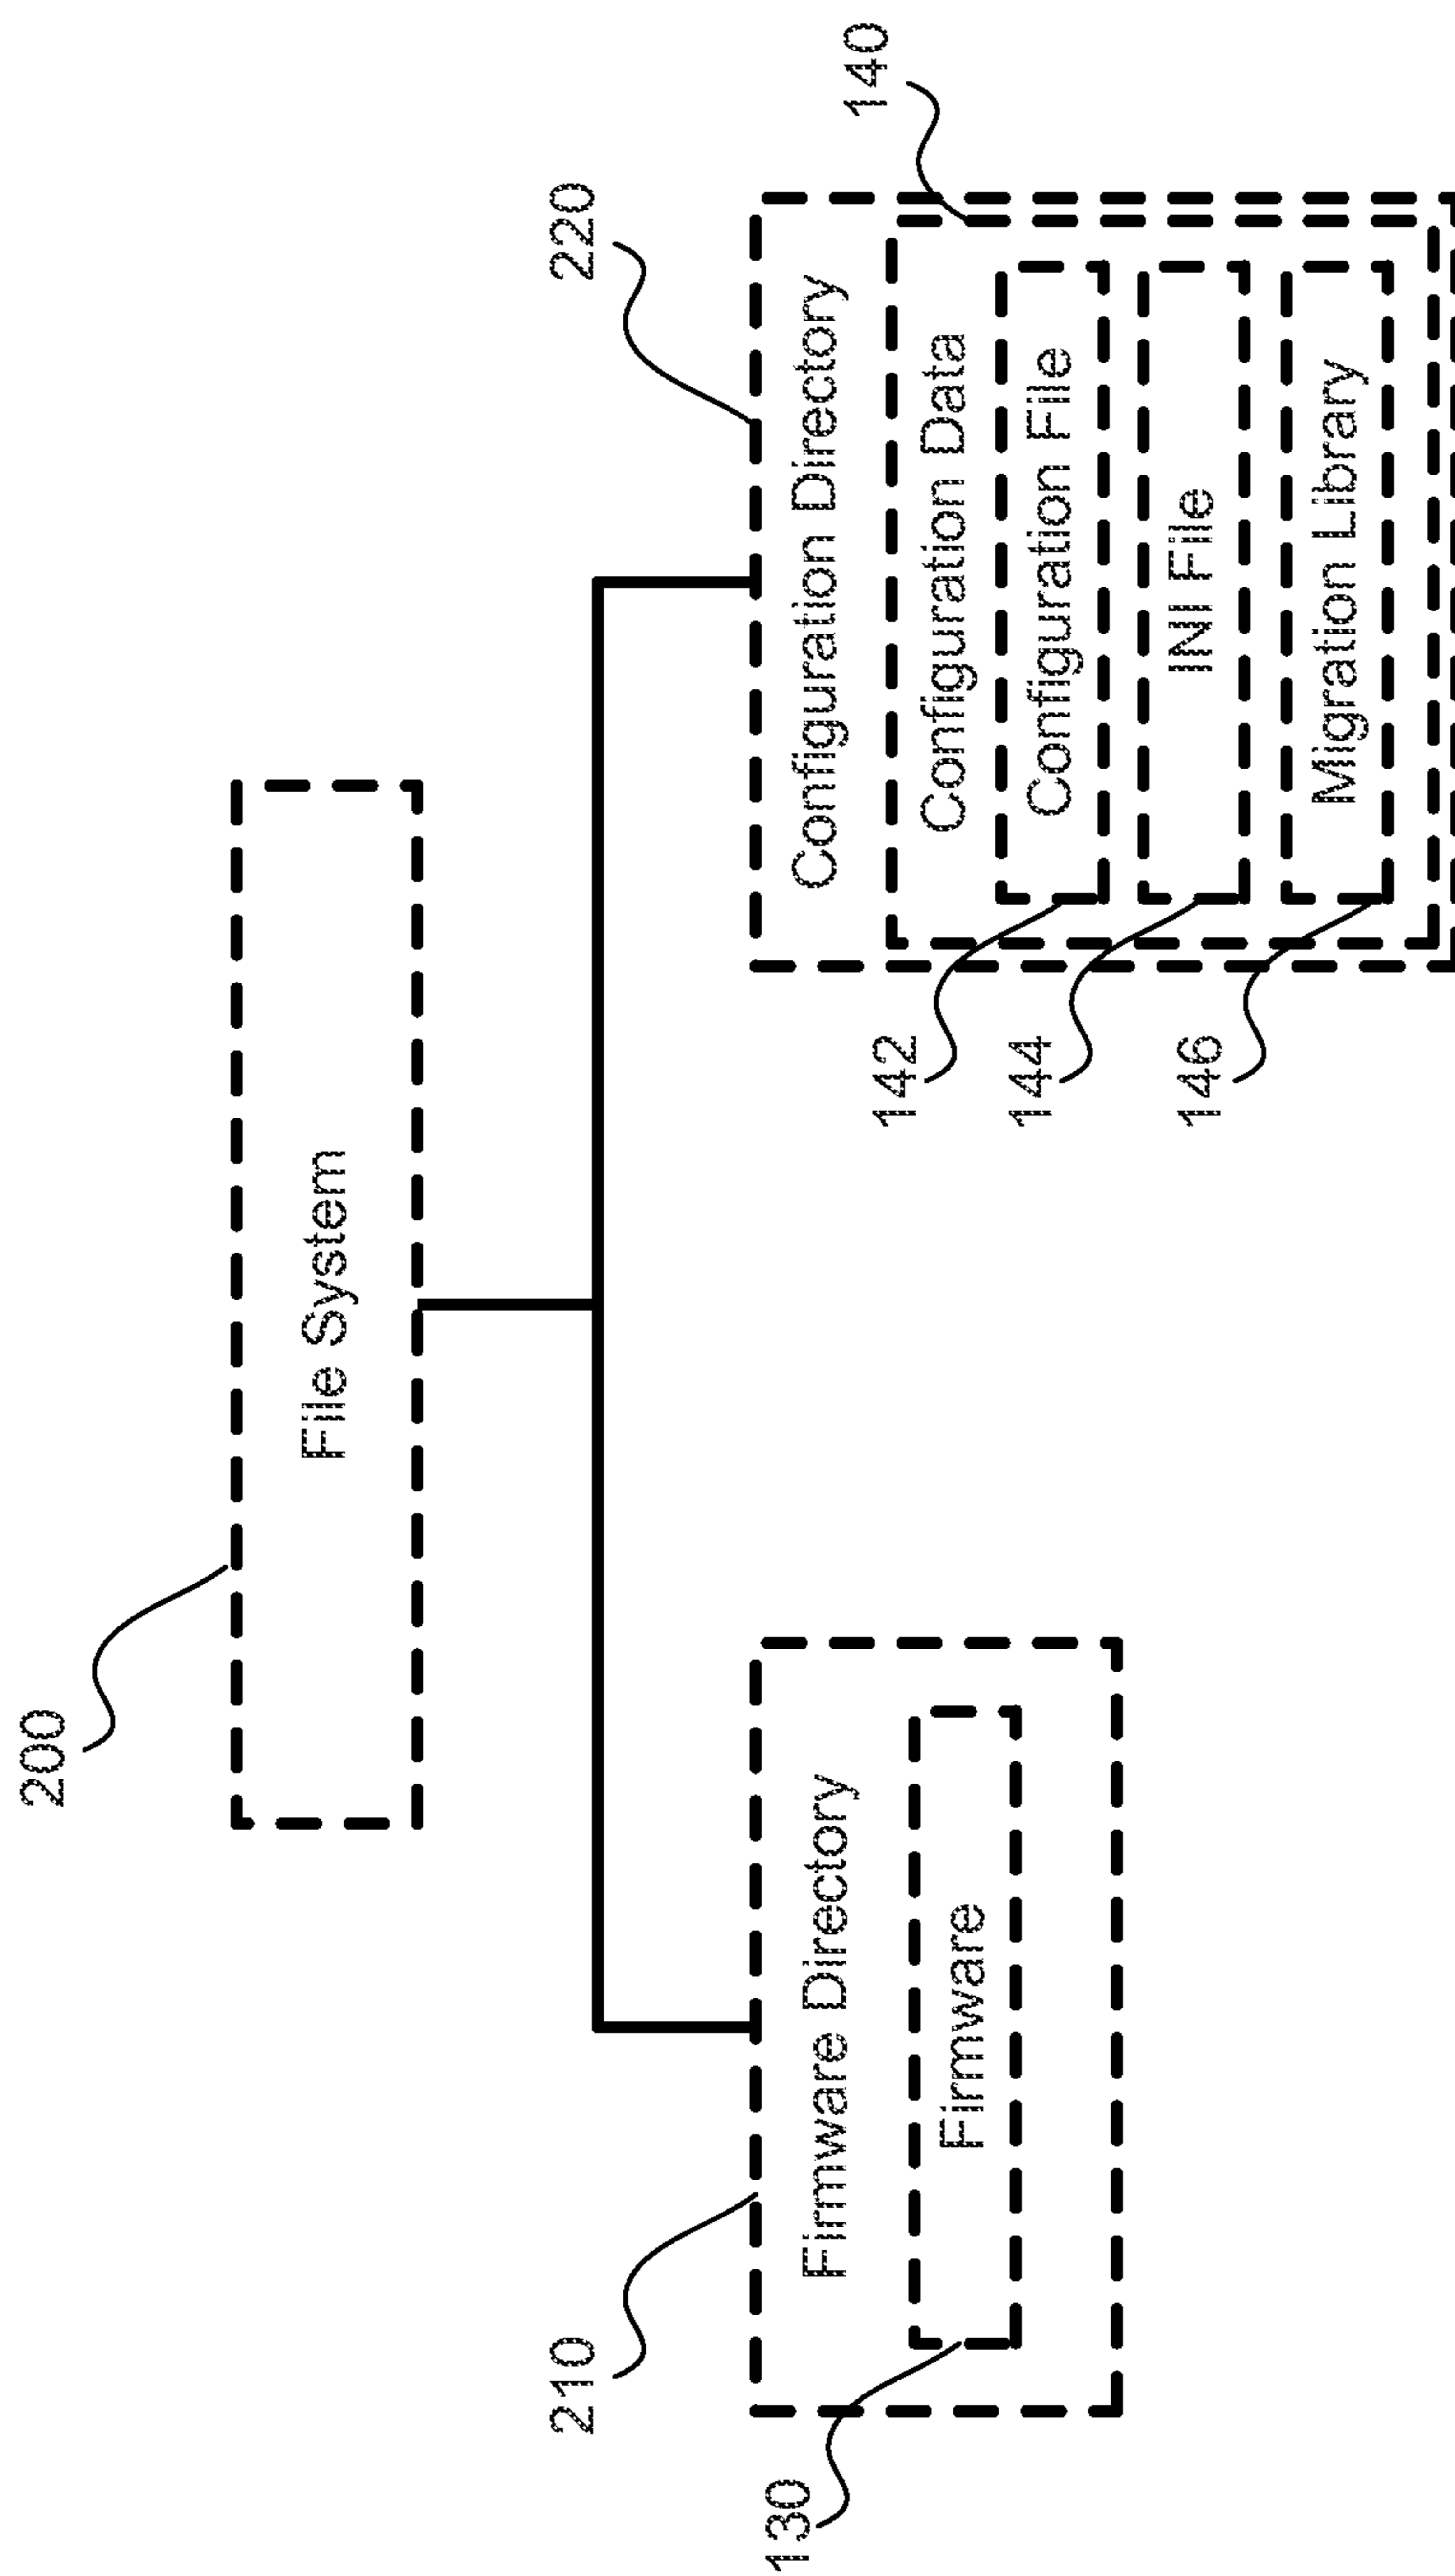 200
File System
210
220
Firmware Directory
130
Firmware
Configuration Directory
140
Configuration Data
142
Configuration File
144
INI File
146
Migration Library